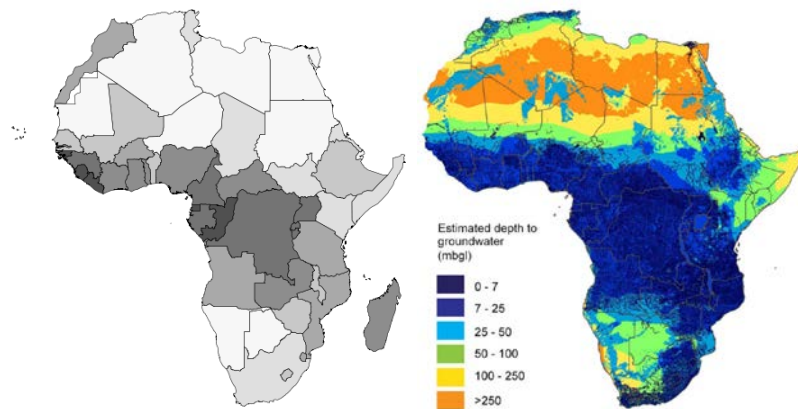 Estimated depth to
groundwater
(mbgl)
0 - 7
7 - 25
25 - 50
50 - 100
100 - 250
>250